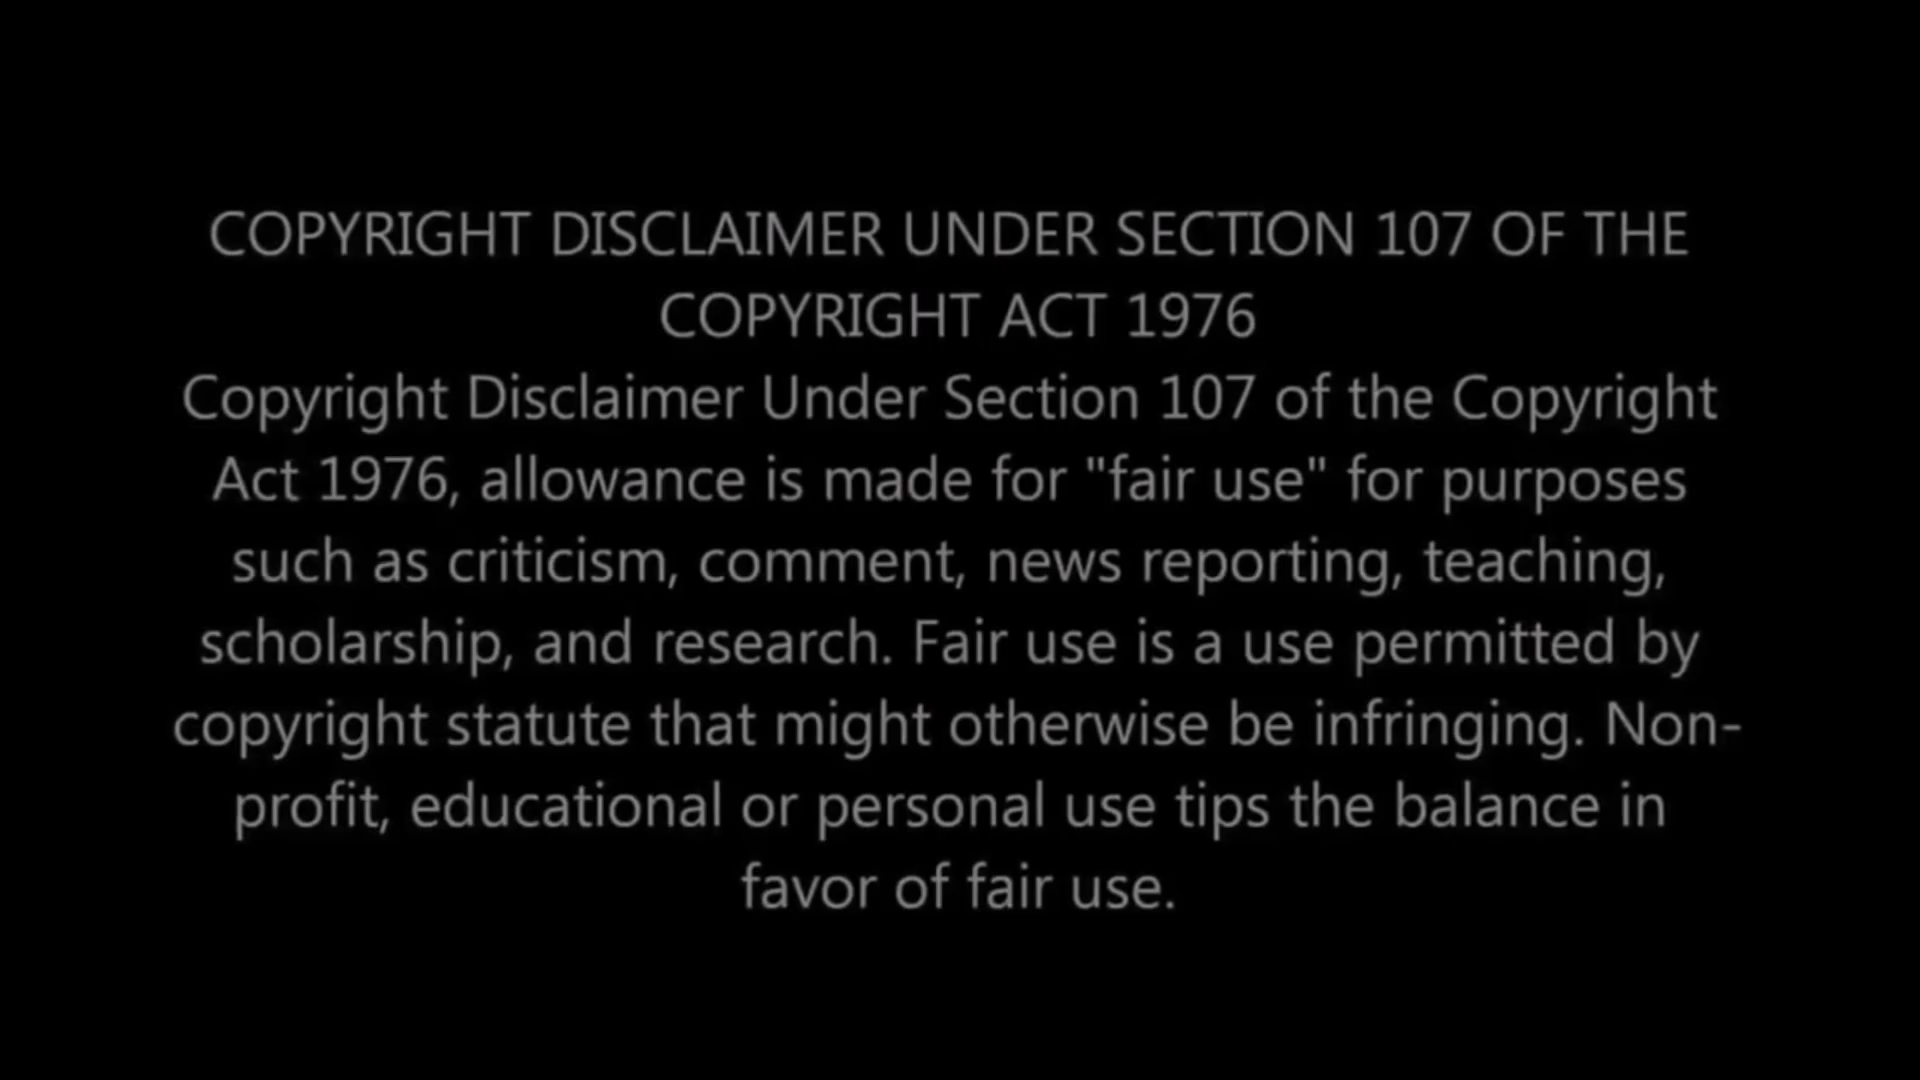 COPYRIGHT DISCLAIMER UNDER SECTION 107 OF THE
COPYRIGHT ACT 1976
Copyright Disclaimer Under Section 107 of the Copyright
Act 1976, allowance is made for "fair use" for purposes
such as criticism, comment, news reporting, teaching,
scholarship, and research. Fair use is a use permitted by
copyright statute that might otherwise be infringing. Non-
profit, educational or personal use tips the balance in
favor of fair use.